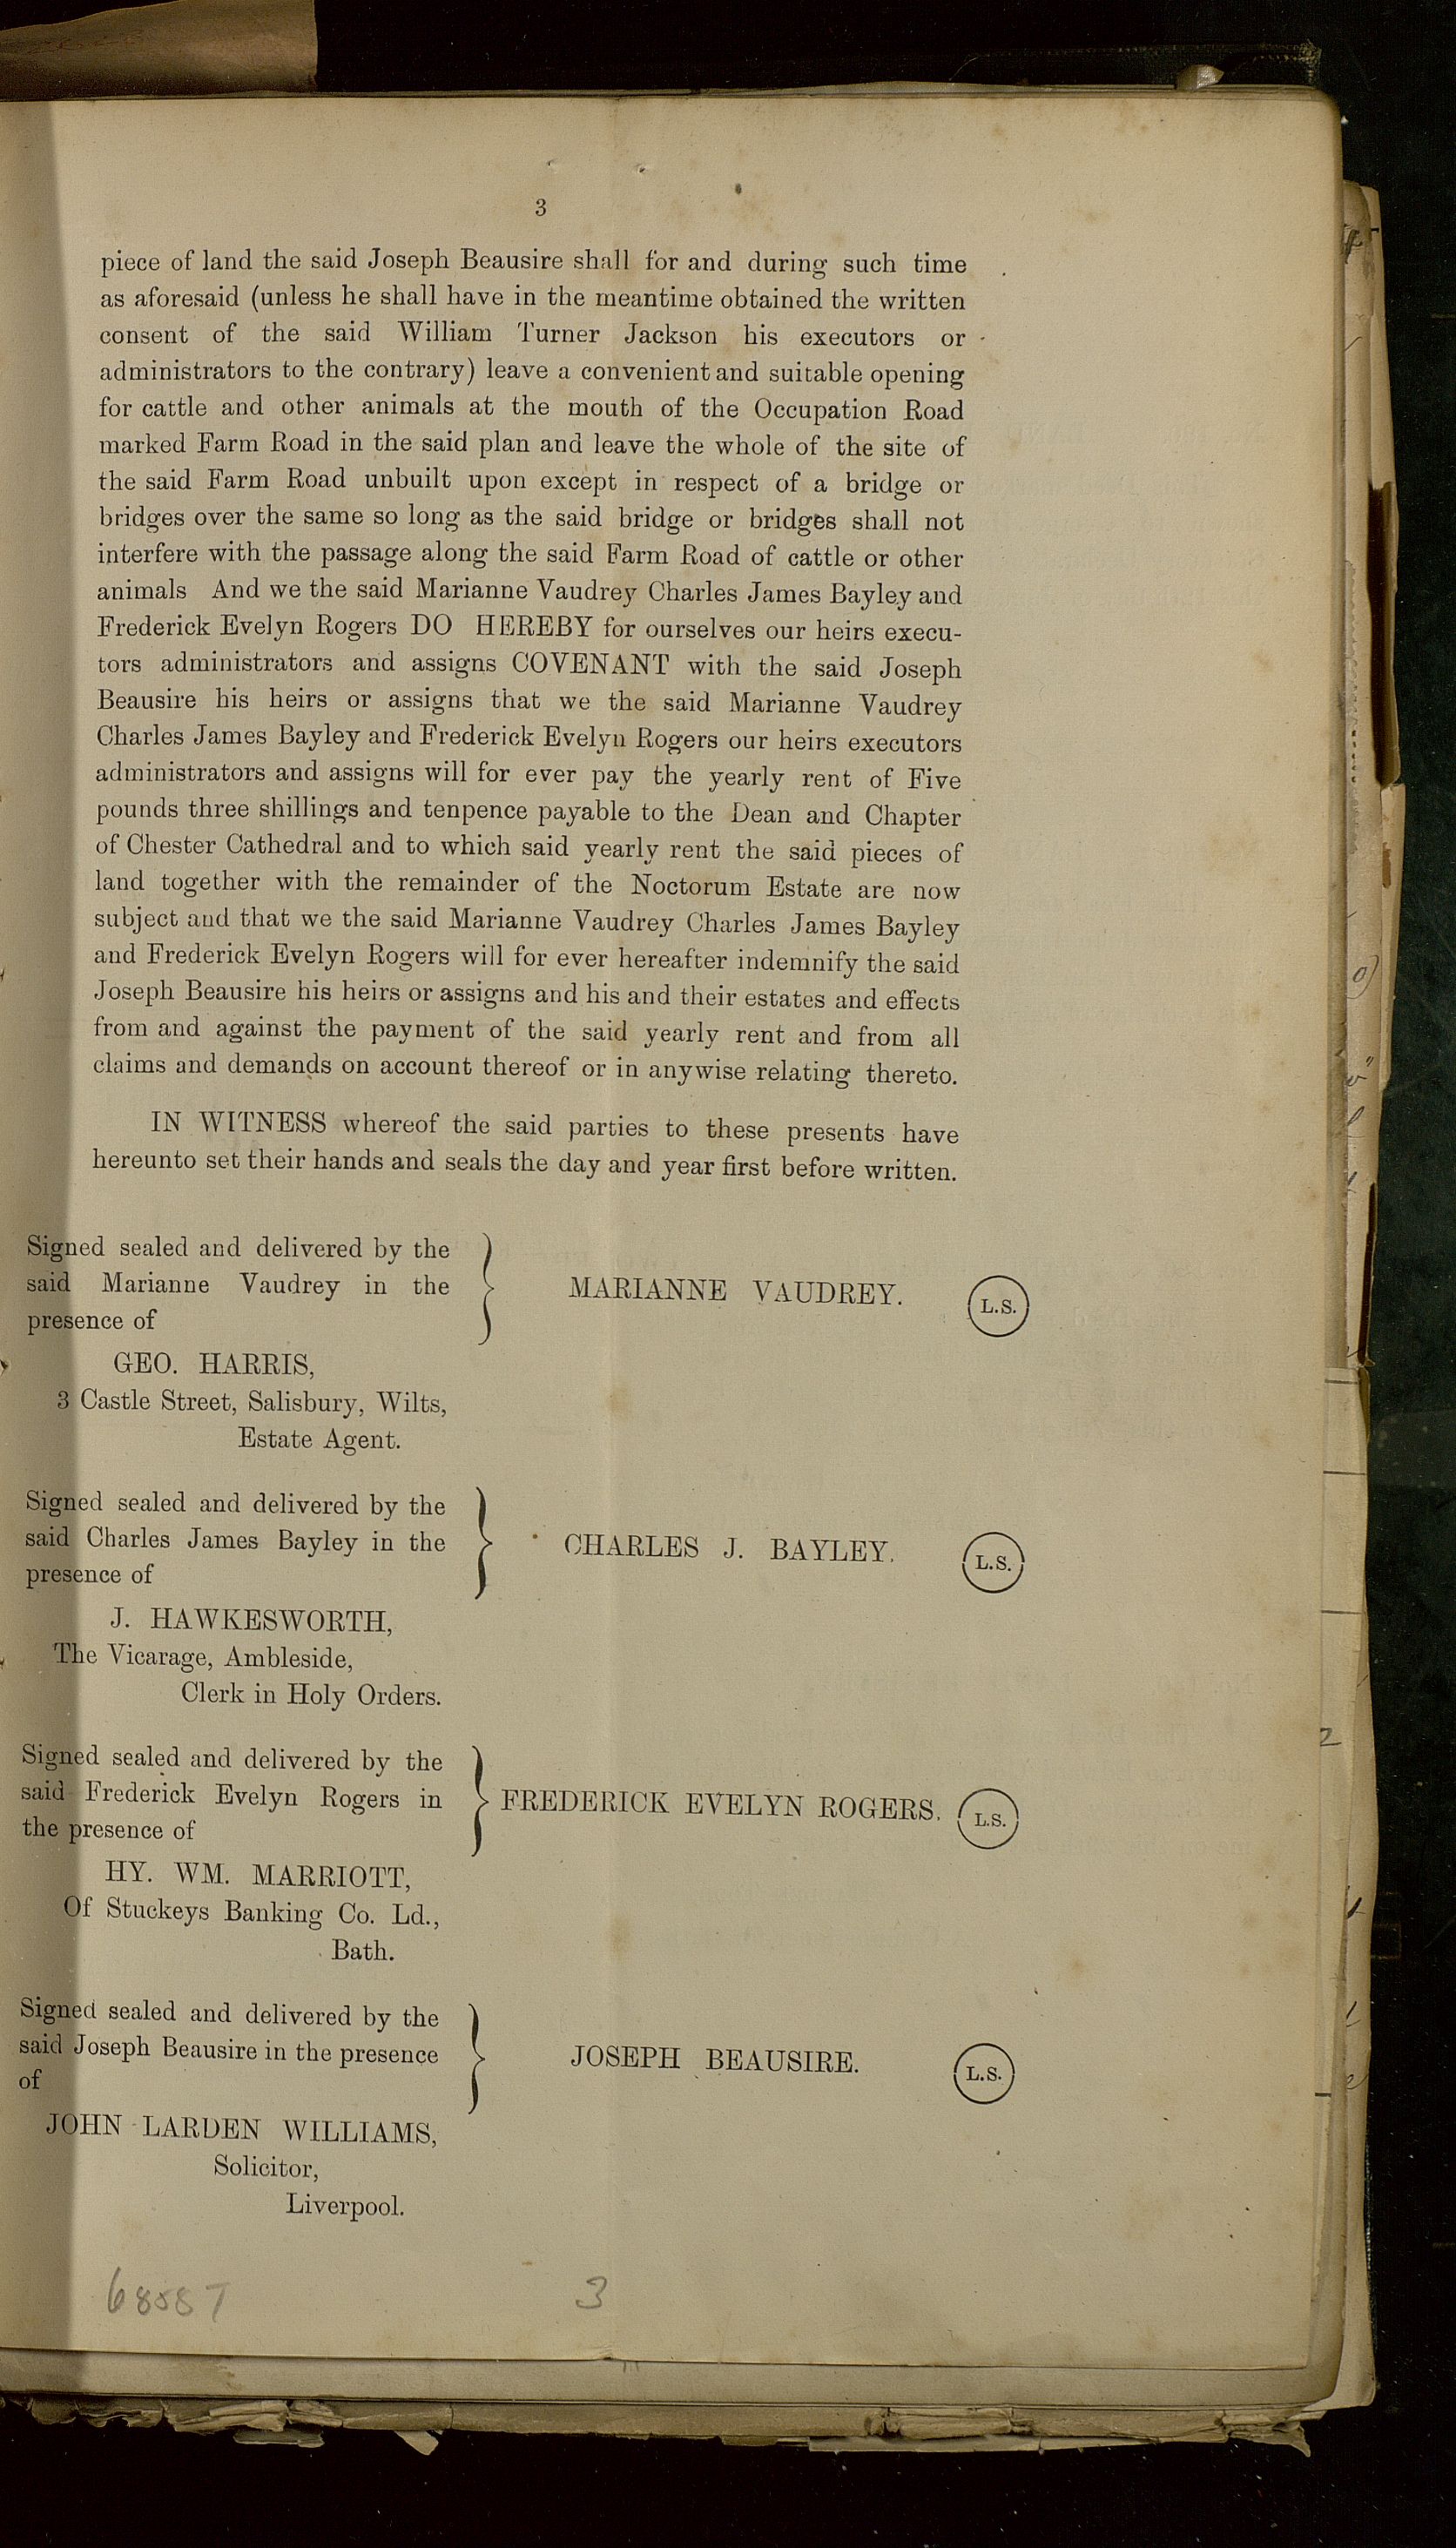 3
piece of land the said Joseph Beausire shall for and during such time
as aforesaid (unless he shall have in the meantime obtained the written
consent of the said William Turner Jackson his executors or
administrators to the contrary) leave a convenient and suitable opening
for cattle and other animals at the mouth of the Occupation Road
marked Farm Road in the said plan and leave the whole of the site of
the said Farm Road unbuilt upon except in respect of a bridge or
bridges over the same so long as the said bridge or bridges shall not
interfere with the passage along the said Farm Road of cattle or other
animals And we the said Marianne Vaudrey Charles James Bayley and
Frederick Evelyn Rogers DO HEREBY for ourselves our heirs execu-
tors administrators and assigns COVENANT with the said Joseph
Beausire his heirs or assigns that we the said Marianne Vaudrey
Charles James Bayley and Frederick Evelyn Rogers our heirs executors
administrators and assigns will for ever pay the yearly rent of Five
pounds three shillings and tenpence payable to the Dean and Chapter
of Chester Cathedral and to which said yearly rent the said pieces of
land together with the remainder of the Noctorum Estate are now
subject and that we the said Marianne Vaudrey Charles James Bayley
and Frederick Evelyn Rogers will for ever hereafter indemnify the said
Joseph Beausire his heirs or assigns and his and their estates and effects
from and against the payment of the said yearly rent and from all
claims and demands on account thereof or in anywise relating thereto.
IN WITNESS whereof the said parties to these presents have
hereunto set their hands and seals the day and year first before written.
Signed sealed and delivered by the
said Marianne Vaudrey in the
presence of
MARIANNE VAUDREY. L.S.
GEO. HARRIS,
3 Castle Street, Salisbury, Wilts,
Estate Agent.
Signed sealed and delivered by the
said Charles James Bayley in the
presence of
CHARLES J. BAYLEY. L.S.
J. HAWKESWORTH,
The Vicarage, Ambleside,
Clerk in Holy Orders.
Signed sealed and delivered by the
said Frederick Evelyn Rogers in
the presence of
FREDERICK EVELYN ROGERS. L.S.
HY. WM. MARRIOTT,
Of Stuckeys Banking Co. Ld.,
Bath.
Signed sealed and delivered by the
said Joseph Beausire in the presence
of
JOSEPH BEAUSIRE. L.S.
JOHN LARDEN WILLIAMS,
Solicitor,
Liverpool.
3